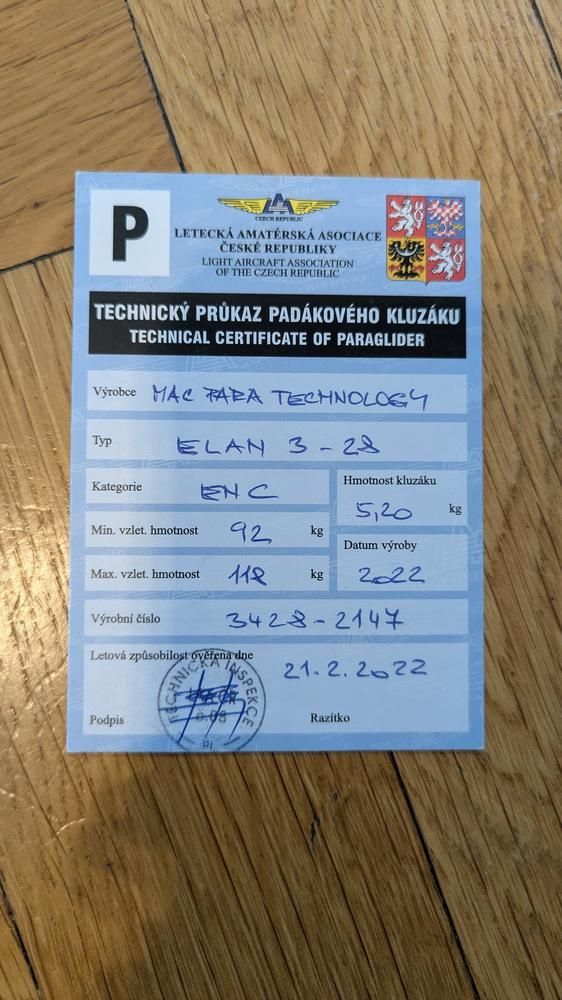 P
CZECH REPUBLIC
LETECKÁ AMATÉRSKÁ ASOCIACE
ČESKÉ REPUBLIKY
LIGHT AIRCRAFT ASSOCIATION
OF THE CZECH REPUBLIC
TECHNICKÝ PRŮKAZ PADÁKOVÉHO KLUZÁKU
TECHNICAL CERTIFICATE OF PARAGLIDER
Výrobce MAC PARA TECHNOLOGY
Typ ELAN 3-28
Kategorie EN C
Hmotnost kluzáku 5,20 kg
Min. vzlet. hmotnost 92 kg
Datum výroby 2022
Max. vzlet. hmotnost 118 kg
Výrobní číslo 3428-2147
Letová způsobilost ověřena dne 21.2.2022
TECHNICKÁ INSPEKCE
Podpis Razítko